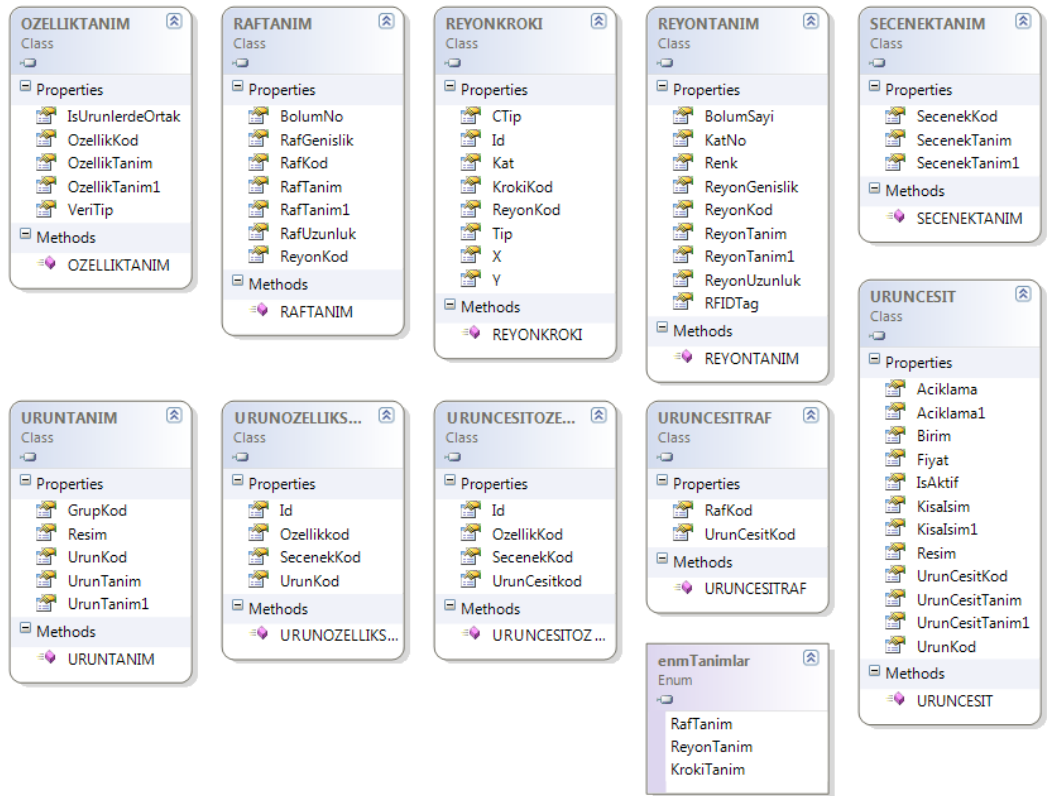 OZELLIKTANIM
Class
Properties
IsUrunlerdeOrtak
OzellikKod
OzellikTanim
OzellikTanim1
VeriTip
Methods
OZELLIKTANIM
RAFTANIM
Class
Properties
BolumNo
RafGenislik
RafKod
RafTanim
RafTanim1
RafUzunluk
ReyonKod
Methods
RAFTANIM
REYONKROKI
Class
Properties
CTip
Id
Kat
KrokiKod
ReyonKod
Tip
X
Y
Methods
REYONKROKI
REYONTANIM
Class
Properties
BolumSayi
KatNo
Renk
ReyonGenislik
ReyonKod
ReyonTanim
ReyonTanim1
ReyonUzunluk
RFIDTag
Methods
REYONTANIM
SECENEKTANIM
Class
Properties
SecenekKod
SecenekTanim
SecenekTanim1
Methods
SECENEKTANIM
URUNTANIM
Class
Properties
GrupKod
Resim
UrunKod
UrunTanim
UrunTanim1
Methods
URUNTANIM
URUNOZELLIKS...
Class
Properties
Id
Ozellikkod
SecenekKod
UrunKod
Methods
URUNOZELLIKS...
URUNCESITOZE...
Class
Properties
Id
OzellikKod
SecenekKod
UrunCesitkod
Methods
URUNCESITOZ...
URUNCESITRAF
Class
Properties
RafKod
UrunCesitKod
Methods
URUNCESITRAF
enmTanimlar
Enum
RafTanim
ReyonTanim
KrokiTanim
URUNCESIT
Class
Properties
Aciklama
Aciklama1
Birim
Fiyat
IsAktif
KisaIsim
KisaIsim1
Resim
UrunCesitKod
UrunCesitTanim
UrunCesitTanim1
UrunKod
Methods
URUNCESIT